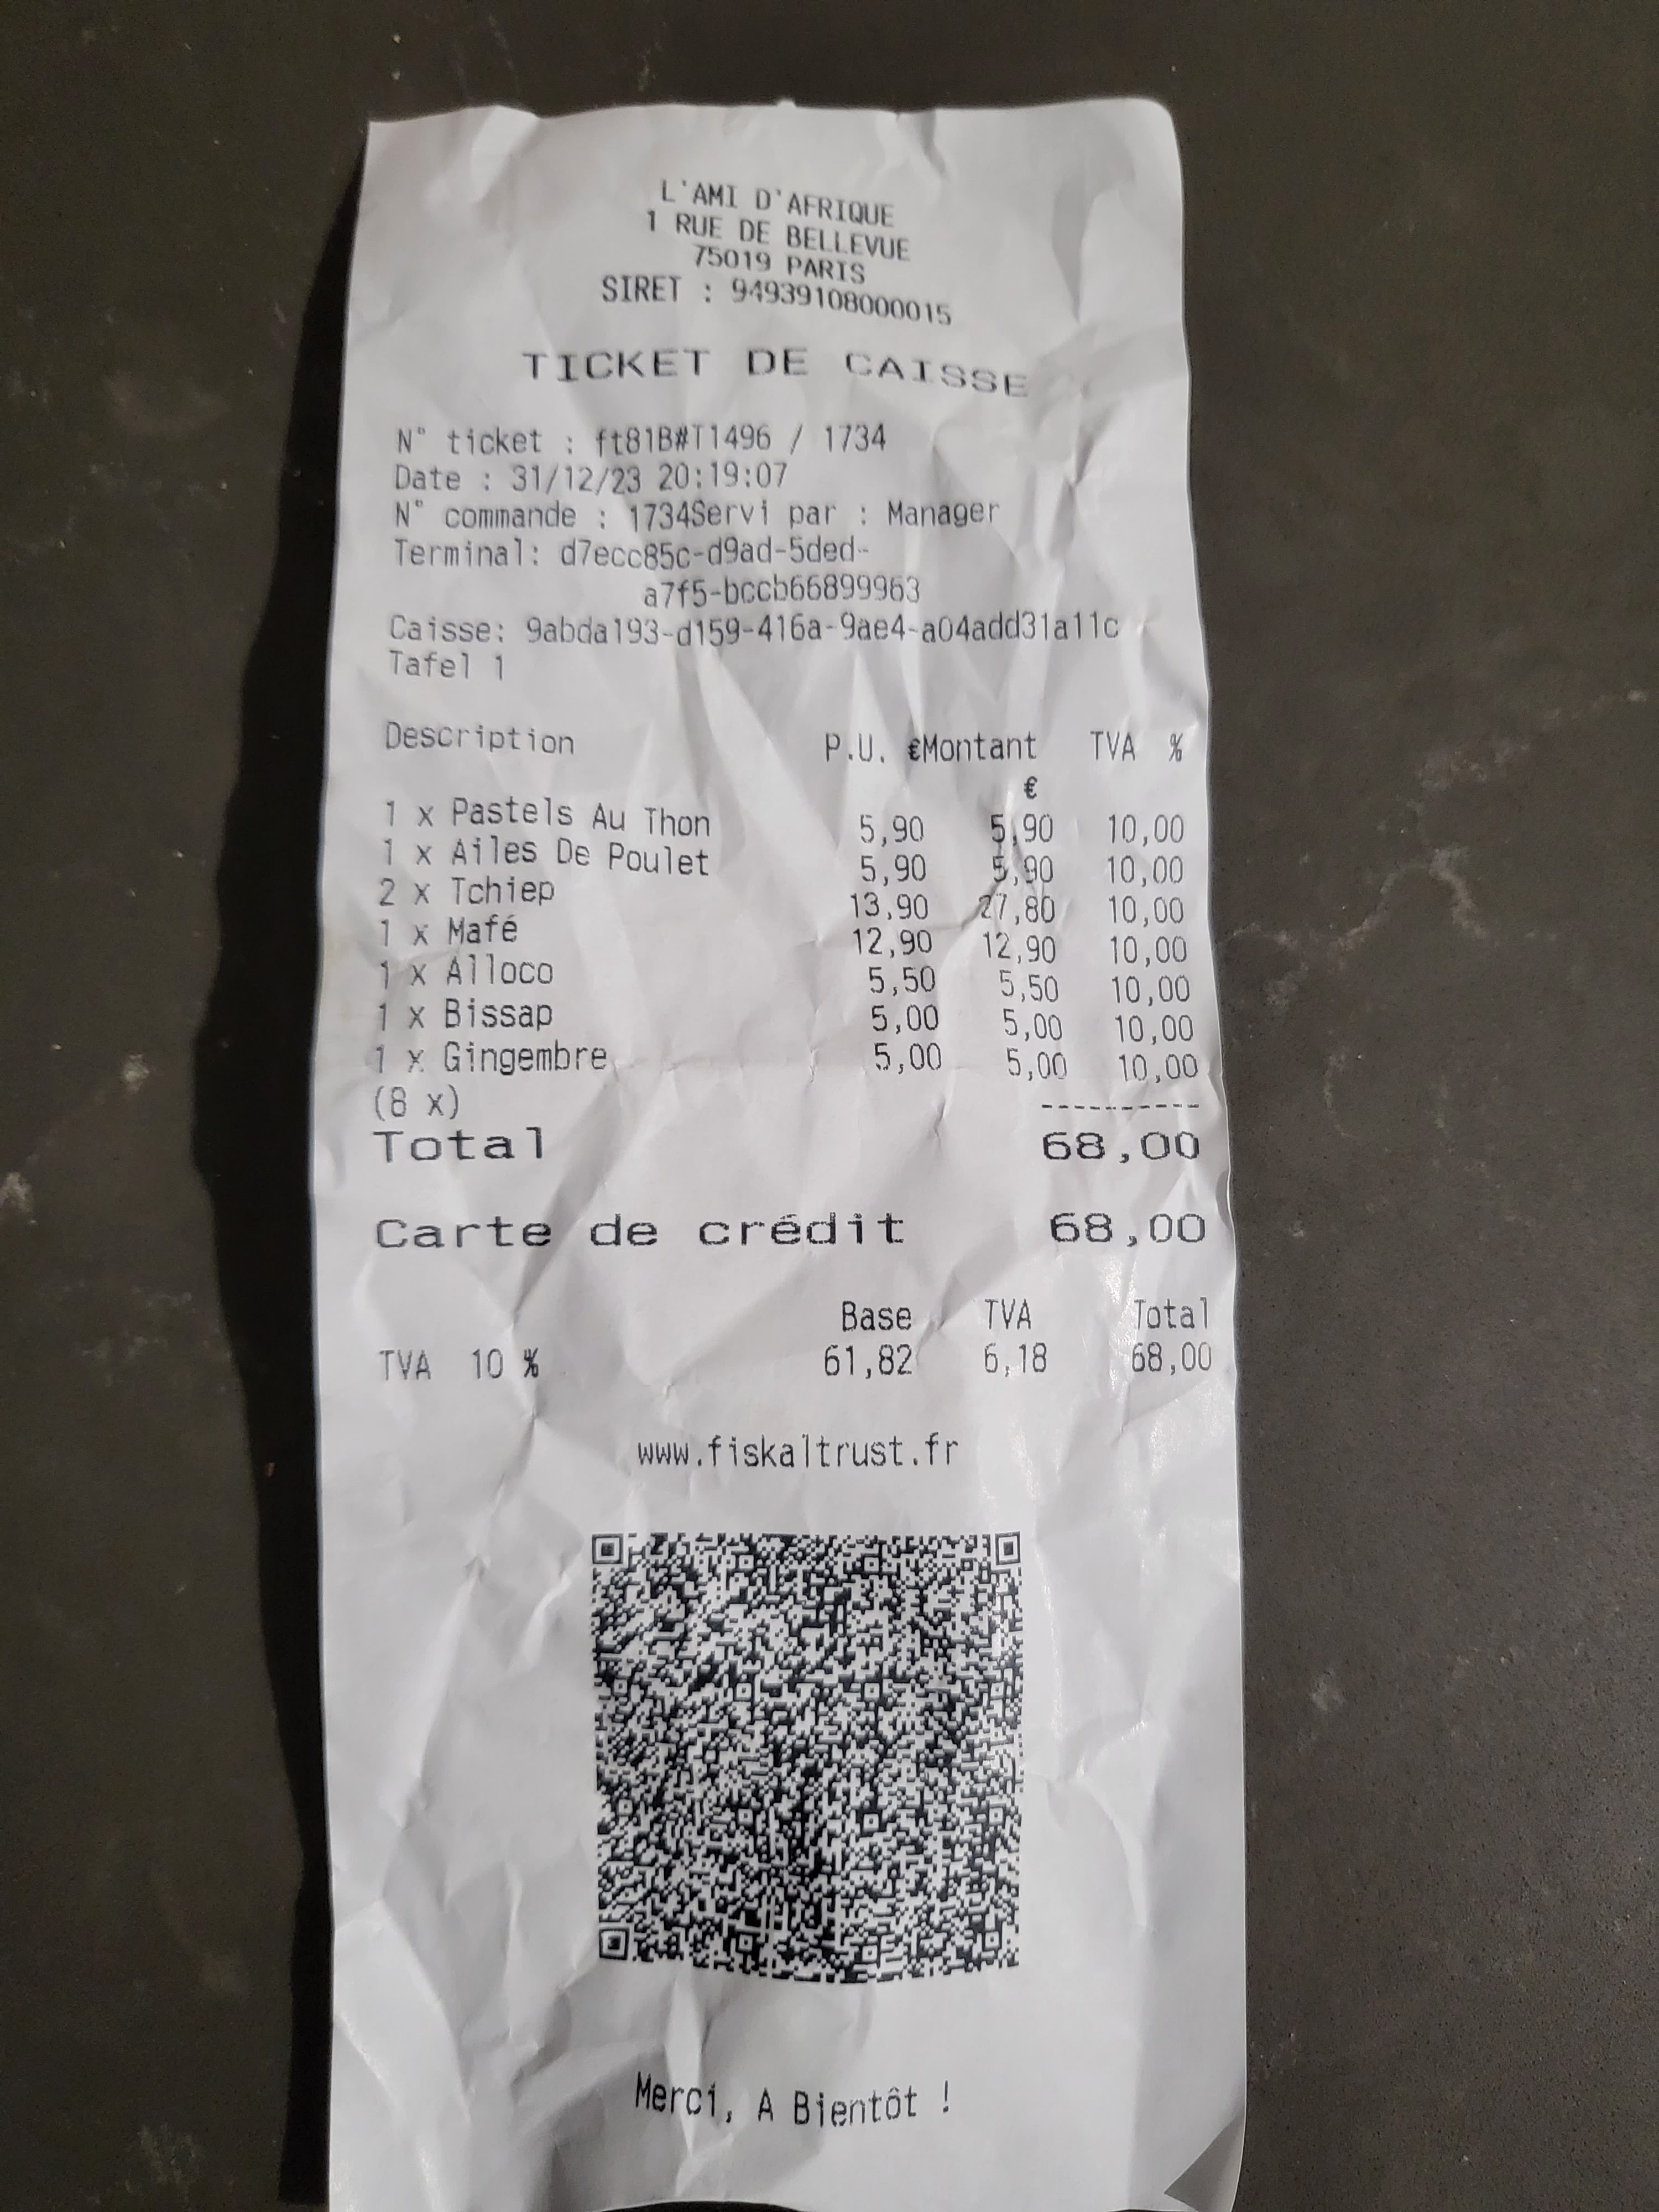 L'AMI D'AFRIQUE
1 RUE DE BELLEVUE
75019 PARIS
SIRET : 94939108000015
TICKET DE CAISSE
N° ticket : ft81B#T1496 / 1734
Date : 31/12/23 20:19:07
N° commande : 1734Servi par : Manager
Terminal: d7ecc85c-d9ad-5ded-
a7f5-bccb66899963
Caisse: 9abda193-d159-416a-9ae4-a04add31a11c
Tafel 1
Description P.U. €Montant TVA %
€
1 x Pastels Au Thon 5,90 5,90 10,00
1 x Ailes De Poulet 5,90 5,90 10,00
2 x Tchiep 13,90 27,80 10,00
1 x Mafé 12,90 12,90 10,00
1 x Alloco 5,50 5,50 10,00
1 x Bissap 5,00 5,00 10,00
1 x Gingembre 5,00 5,00 10,00
(8 x) ----------
Total 68,00
Carte de crédit 68,00
Base TVA Total
TVA 10 % 61,82 6,18 68,00
www.fiskaltrust.fr
Merci, A Bientôt !